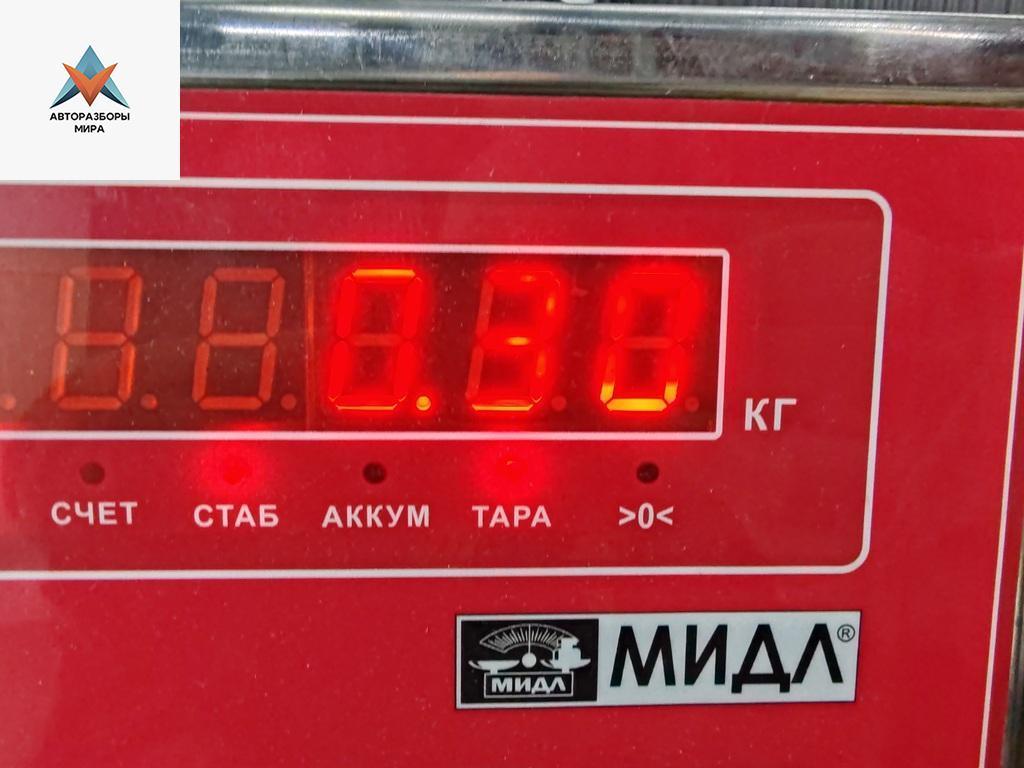 АВТОРАЗБОРЫ
МИРА
0.30
КГ
СЧЕТ СТАБ АККУМ ТАРА >0<
МИДЛ МИДЛ®